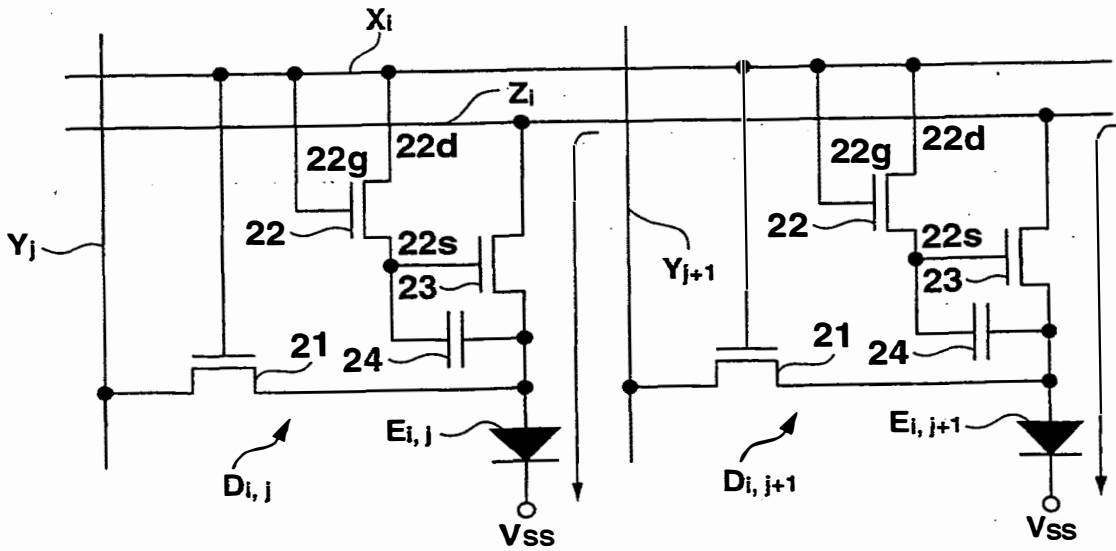 Xi
Zi
22g 22d
22
22s
23
Yj
24
21
Ei, j
Di, j
VSS
22g 22d
22
22s
23
Yj+1
24
21
Ei, j+1
Di, j+1
VSS